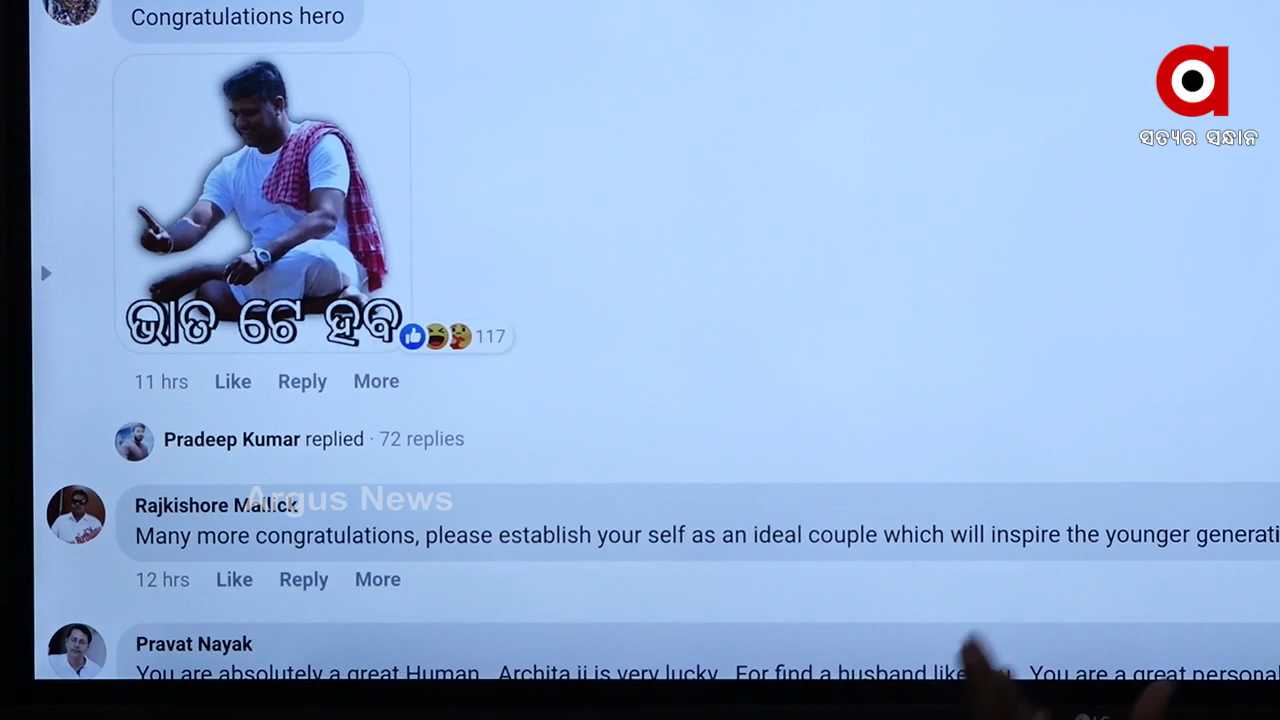 Congratulations hero
ସତ୍ୟର ସନ୍ଧାନ
ଭାତ ଟେ ହବ
117
11 hrs Like Reply More
Pradeep Kumar replied · 72 replies
Rajkishore Mallick
Argus News
Many more congratulations, please establish your self as an ideal couple which will inspire the younger generati
12 hrs Like Reply More
Pravat Nayak
You are absolutely a great Human Archita ji is very lucky For find a husband like You are a great personal